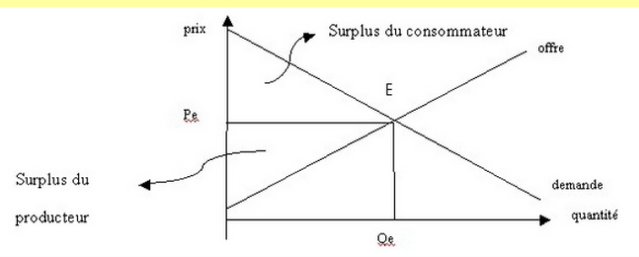 prix
Surplus du consommateur
offre
E
Pe
Surplus du
producteur
demande
quantité
Qe